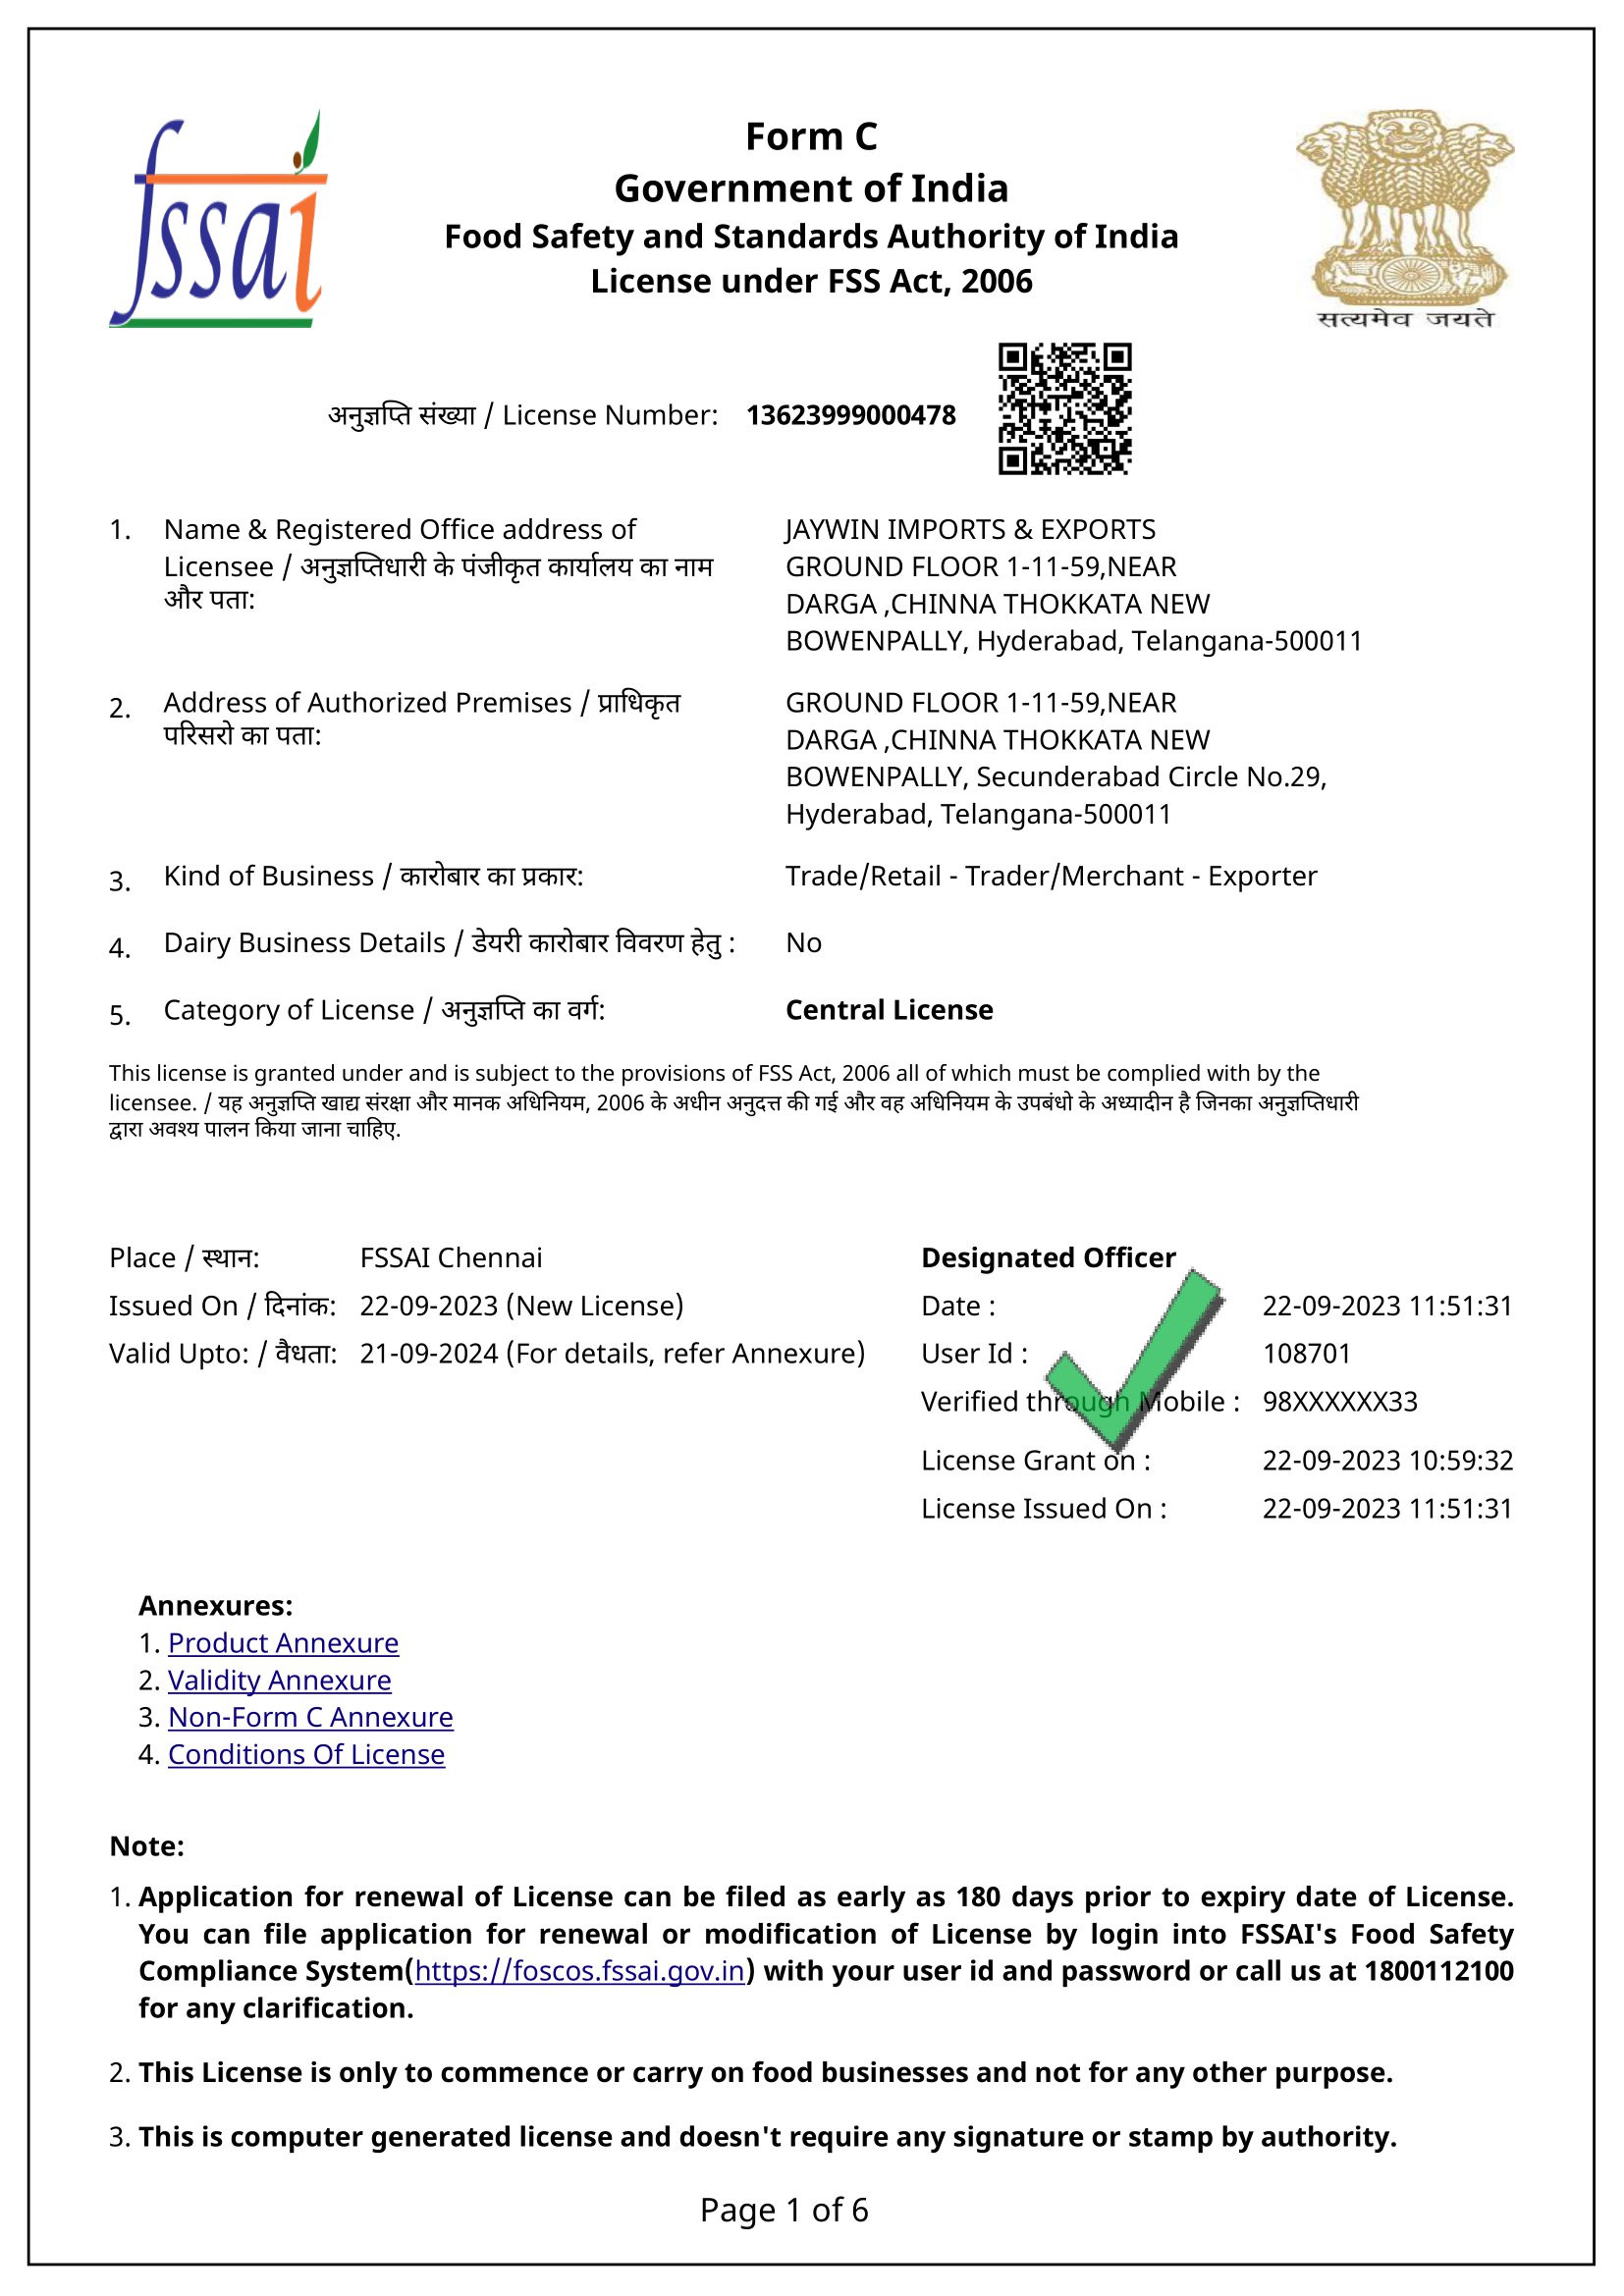 fssai
Form C
Government of India
Food Safety and Standards Authority of India
License under FSS Act, 2006
सत्यमेव जयते
अनुज्ञप्ति संख्या / License Number: 13623999000478
1. Name & Registered Office address of
Licensee / अनुज्ञप्तिधारी के पंजीकृत कार्यालय का नाम
और पता:
JAYWIN IMPORTS & EXPORTS
GROUND FLOOR 1-11-59,NEAR
DARGA ,CHINNA THOKKATA NEW
BOWENPALLY, Hyderabad, Telangana-500011
2. Address of Authorized Premises / प्राधिकृत
परिसरो का पता:
GROUND FLOOR 1-11-59,NEAR
DARGA ,CHINNA THOKKATA NEW
BOWENPALLY, Secunderabad Circle No.29,
Hyderabad, Telangana-500011
3. Kind of Business / कारोबार का प्रकार: Trade/Retail - Trader/Merchant - Exporter
4. Dairy Business Details / डेयरी कारोबार विवरण हेतु : No
5. Category of License / अनुज्ञप्ति का वर्ग: Central License
This license is granted under and is subject to the provisions of FSS Act, 2006 all of which must be complied with by the
licensee. / यह अनुज्ञप्ति खाद्य संरक्षा और मानक अधिनियम, 2006 के अधीन अनुदत्त की गई और वह अधिनियम के उपबंधो के अध्यादीन है जिनका अनुज्ञप्तिधारी
द्वारा अवश्य पालन किया जाना चाहिए.
Place / स्थान: FSSAI Chennai
Issued On / दिनांक: 22-09-2023 (New License)
Valid Upto: / वैधता: 21-09-2024 (For details, refer Annexure)
Designated Officer
Date : 22-09-2023 11:51:31
User Id : 108701
Verified through Mobile : 98XXXXXX33
License Grant on : 22-09-2023 10:59:32
License Issued On : 22-09-2023 11:51:31
Annexures:
1. Product Annexure
2. Validity Annexure
3. Non-Form C Annexure
4. Conditions Of License
Note:
1. Application for renewal of License can be filed as early as 180 days prior to expiry date of License.
You can file application for renewal or modification of License by login into FSSAI's Food Safety
Compliance System(https://foscos.fssai.gov.in) with your user id and password or call us at 1800112100
for any clarification.
2. This License is only to commence or carry on food businesses and not for any other purpose.
3. This is computer generated license and doesn't require any signature or stamp by authority.
Page 1 of 6